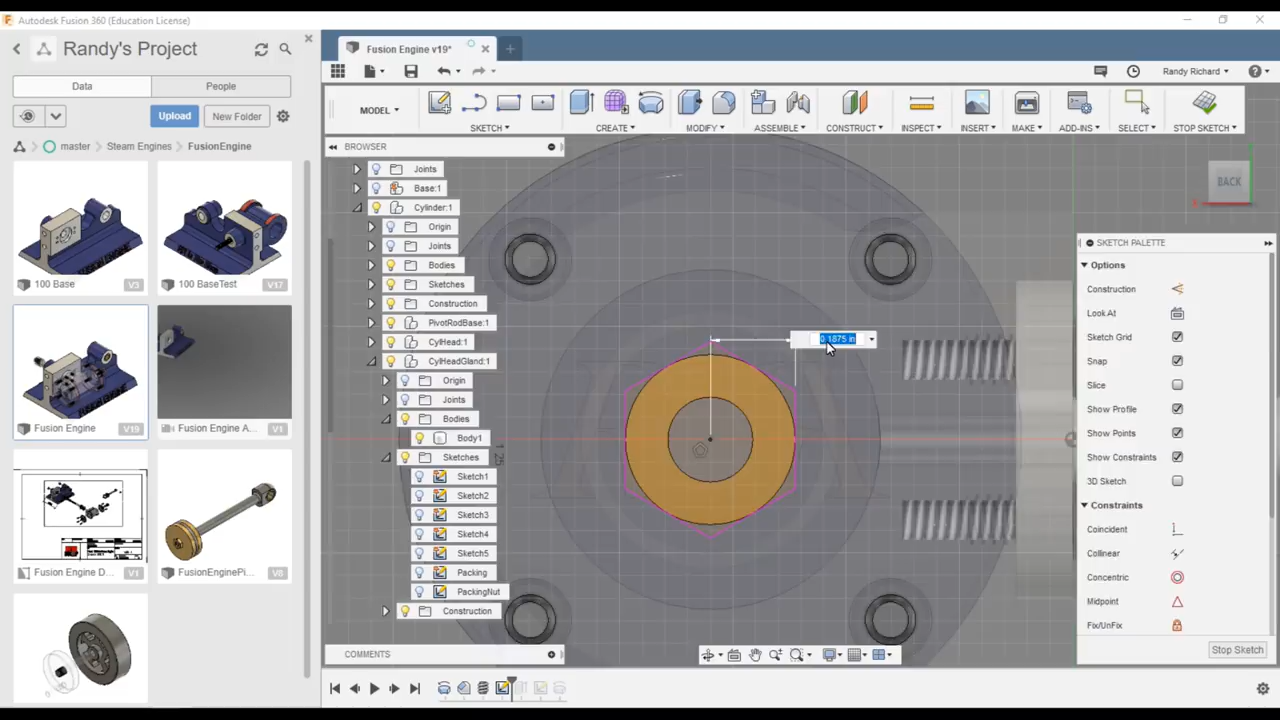 Autodesk Fusion 360 (Education License)
Randy's Project
Data
People
Upload
New Folder
master
Steam Engines
FusionEngine
100 Base
V3
100 BaseTest
V17
Fusion Engine
V19
Fusion Engine A...
V1
Fusion Engine D...
V1
FusionEnginePi...
V8
Fusion Engine v19*
Randy Richard
MODEL
SKETCH
CREATE
MODIFY
ASSEMBLE
CONSTRUCT
INSPECT
INSERT
MAKE
ADD-INS
SELECT
STOP SKETCH
BROWSER
Joints
Base:1
Cylinder:1
Origin
Joints
Bodies
Sketches
Construction
PivotRodBase:1
CylHead:1
CylHeadGland:1
Origin
Joints
Bodies
Body1
Sketches
Sketch1
Sketch2
Sketch3
Sketch4
Sketch5
Packing
PackingNut
Construction
COMMENTS
0.1875 in
BACK
SKETCH PALETTE
Options
Construction
Look At
Sketch Grid
Snap
Slice
Show Profile
Show Points
Show Constraints
3D Sketch
Constraints
Coincident
Collinear
Concentric
Midpoint
Fix/UnFix
Stop Sketch